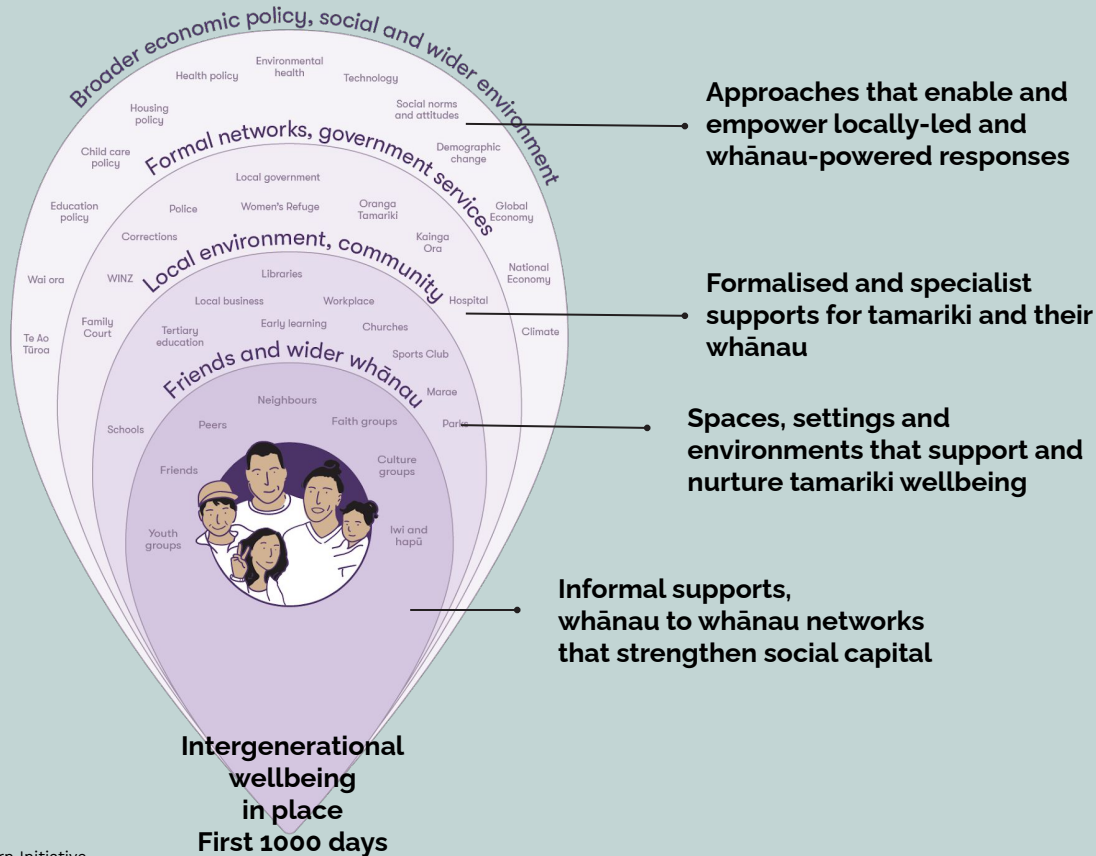 Broader economic policy, social and wider environment
Environmental
health
Health policy
Technology
Housing
policy
Social norms
and attitudes
Child care
policy
Demographic
change
Education
policy
Global
Economy
Wai ora
National
Economy
Te Ao
Tūroa
Climate
Formal networks, government services
Local government
Police
Women's Refuge
Oranga
Tamariki
Corrections
Kainga
Ora
WINZ
Hospital
Family
Court
Local environment, community
Libraries
Local business
Workplace
Tertiary
education
Early learning
Churches
Sports Club
Marae
Schools
Parks
Friends and wider whānau
Neighbours
Peers
Faith groups
Friends
Culture
groups
Youth
groups
Iwi and
hapū
Approaches that enable and
empower locally-led and
whānau-powered responses
Formalised and specialist
supports for tamariki and their
whānau
Spaces, settings and
environments that support and
nurture tamariki wellbeing
Informal supports,
whānau to whānau networks
that strengthen social capital
Intergenerational
wellbeing
in place
First 1000 days